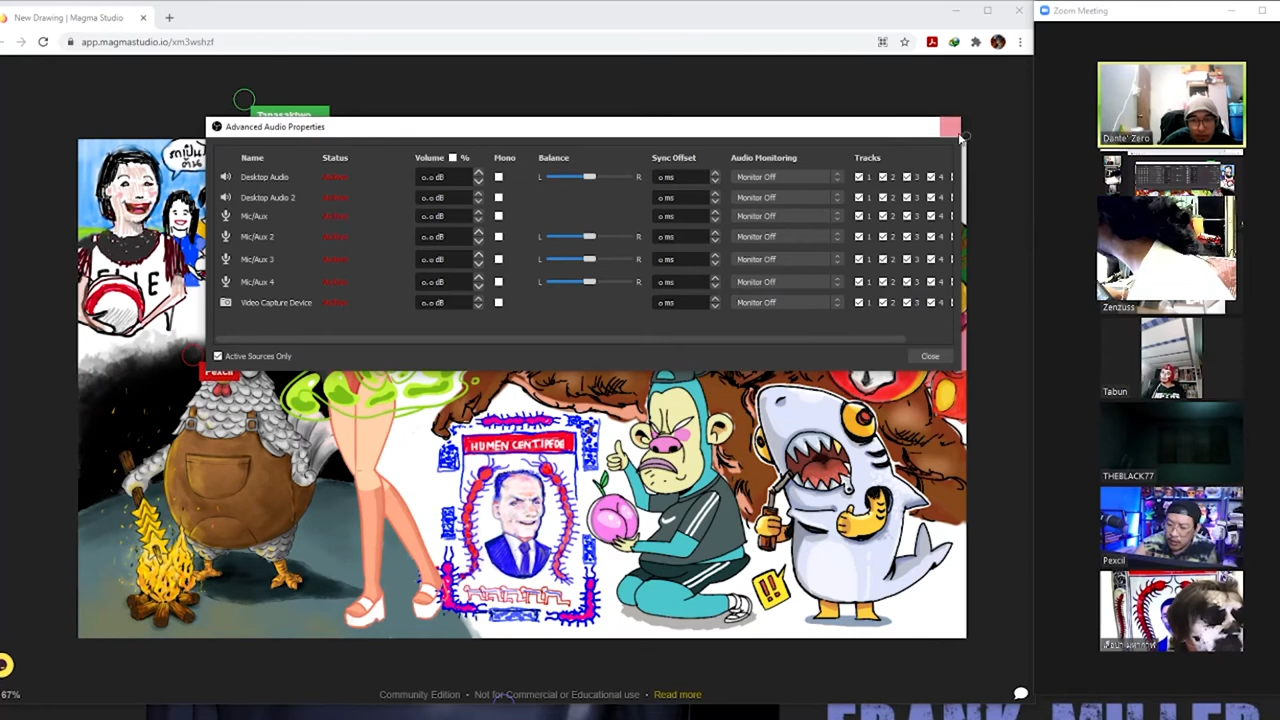 New Drawing | Magma Studio
Zoom Meeting
app.magmastudio.io/xm3wshzf
Tanasaktwo
Advanced Audio Properties
Name Status Volume % Mono Balance Sync Offset Audio Monitoring Tracks
Desktop Audio 0.0 dB L R 0 ms Monitor Off 1 2 3 4
Desktop Audio 2 0.0 dB 0 ms Monitor Off 1 2 3 4
Mic/Aux 0.0 dB 0 ms Monitor Off 1 2 3 4
Mic/Aux 2 0.0 dB L R 0 ms Monitor Off 1 2 3 4
Mic/Aux 3 0.0 dB L R 0 ms Monitor Off 1 2 3 4
Mic/Aux 4 0.0 dB L R 0 ms Monitor Off 1 2 3 4
Video Capture Device 0.0 dB 0 ms Monitor Off 1 2 3 4
Active Sources Only
Close
Pexcil
HUMEN CENTIPEDE
!!
Dante' Zero
Zenzuss
Tabun
THEBLACK77
Pexcil
67%
Community Edition • Not for Commercial or Educational use • Read more
FRANK MILLER